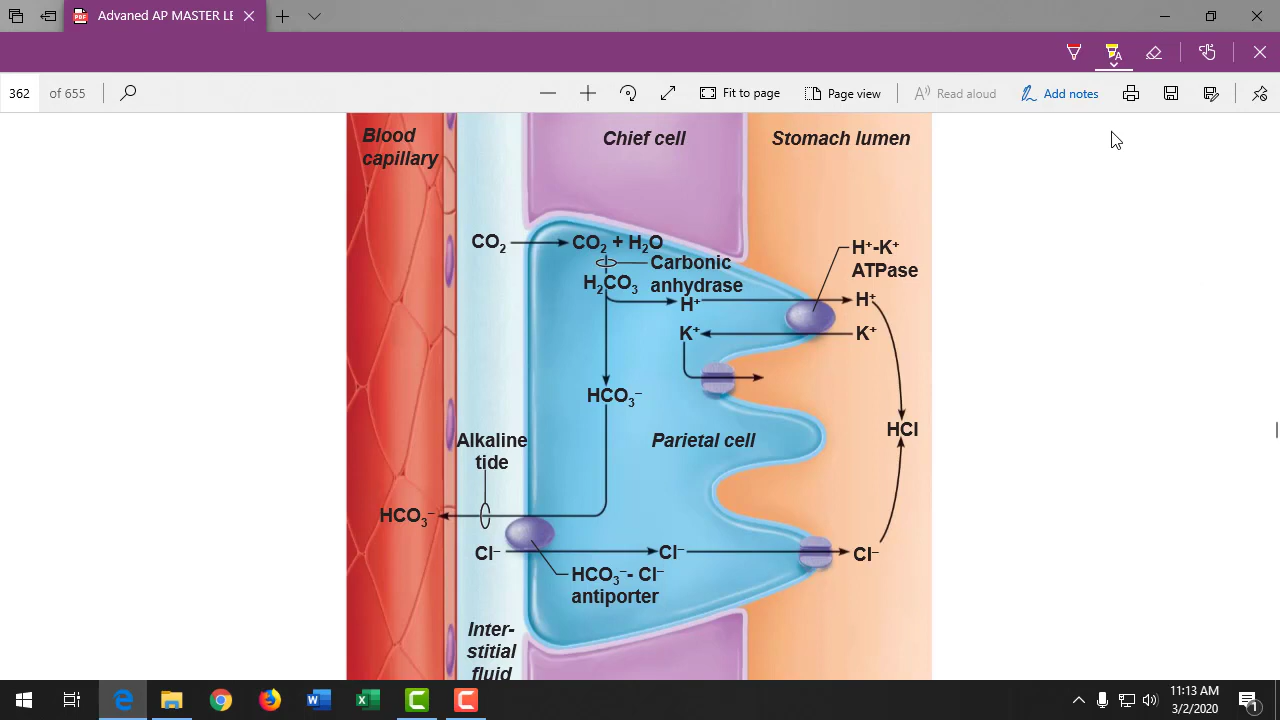 Advaned AP MASTER LE
362 of 655
Fit to page
Page view
Read aloud
Add notes
Blood
capillary
Chief cell
Stomach lumen
CO₂
CO₂ + H₂O
Carbonic
anhydrase
H₂CO₃
H⁺-K⁺
ATPase
H⁺
H⁺
K⁺
K⁺
HCO₃⁻
Parietal cell
HCl
Alkaline
tide
HCO₃⁻
Cl⁻
Cl⁻
Cl⁻
HCO₃⁻- Cl⁻
antiporter
Inter-
stitial
fluid
11:13 AM
3/2/2020